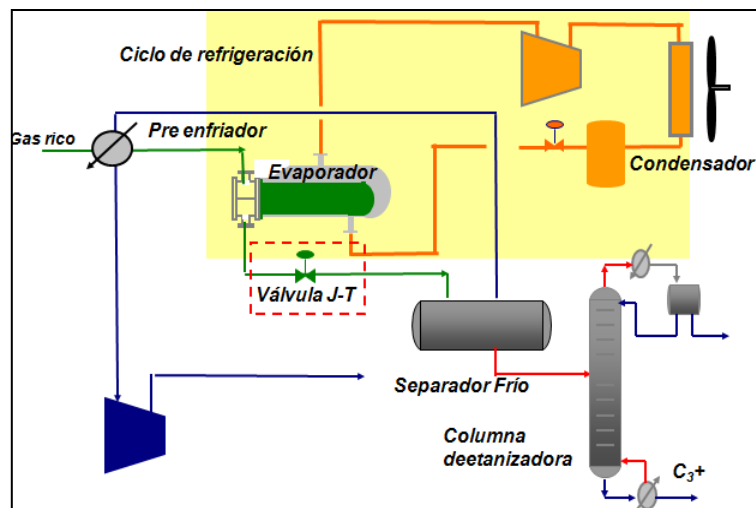 Ciclo de refrigeración
Gas rico
Pre enfriador
Evaporador
Condensador
Válvula J-T
Separador Frío
Columna
deetanizadora
C3+